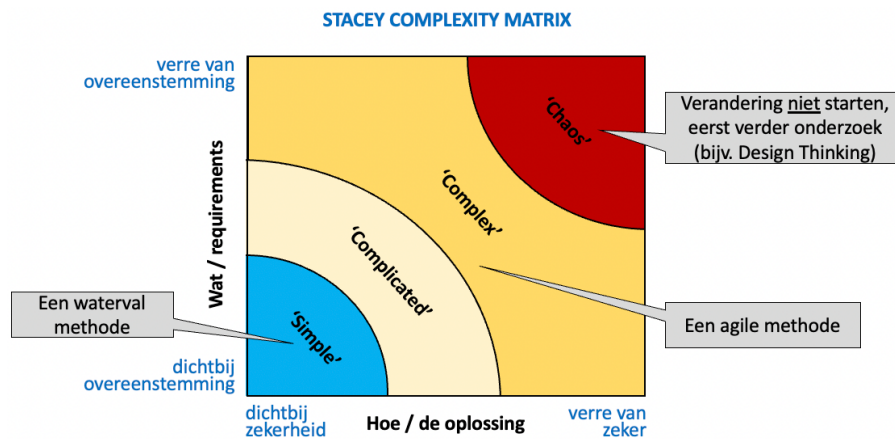 STACEY COMPLEXITY MATRIX
verre van
overeenstemming
Wat / requirements
dichtbij
overeenstemming
'Chaos'
'Complex'
'Complicated'
'Simple'
Verandering niet starten,
eerst verder onderzoek
(bijv. Design Thinking)
Een waterval
methode
Een agile methode
dichtbij
zekerheid
Hoe / de oplossing
verre van
zeker